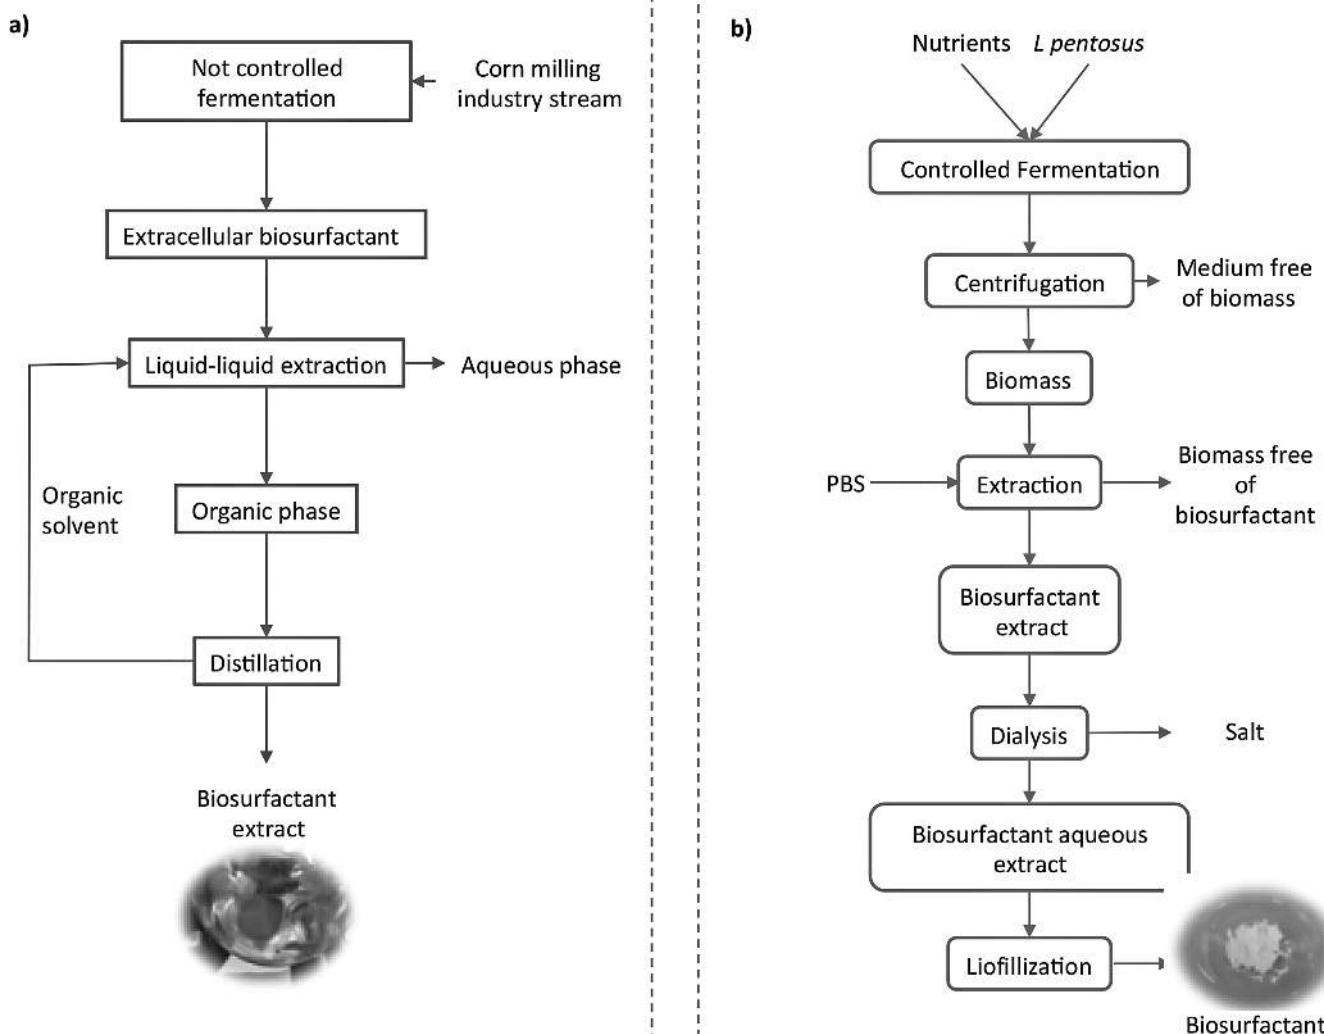 a)
Not controlled
fermentation
Corn milling
industry stream
Extracellular biosurfactant
Liquid-liquid extraction
Aqueous phase
Organic
solvent
Organic phase
Distillation
Biosurfactant
extract
b)
Nutrients
L pentosus
Controlled Fermentation
Centrifugation
Medium free
of biomass
Biomass
PBS
Extraction
Biomass free
of
biosurfactant
Biosurfactant
extract
Dialysis
Salt
Biosurfactant aqueous
extract
Liofillization
Biosurfactant